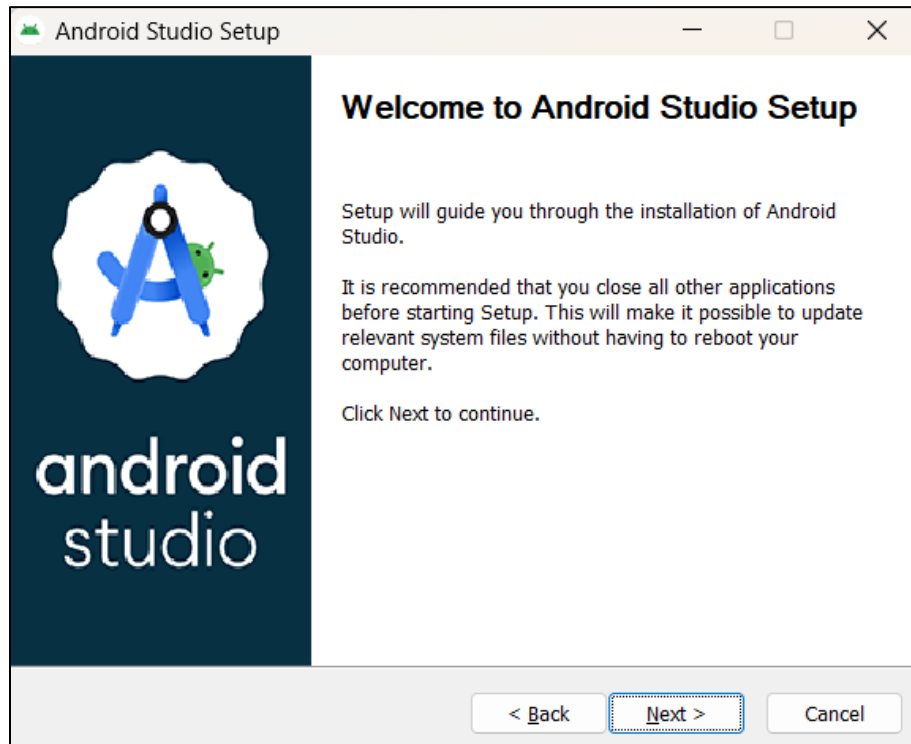 Android Studio Setup
Welcome to Android Studio Setup
Setup will guide you through the installation of Android
Studio.
It is recommended that you close all other applications
before starting Setup. This will make it possible to update
relevant system files without having to reboot your
computer.
Click Next to continue.
android
studio
< Back
Next >
Cancel